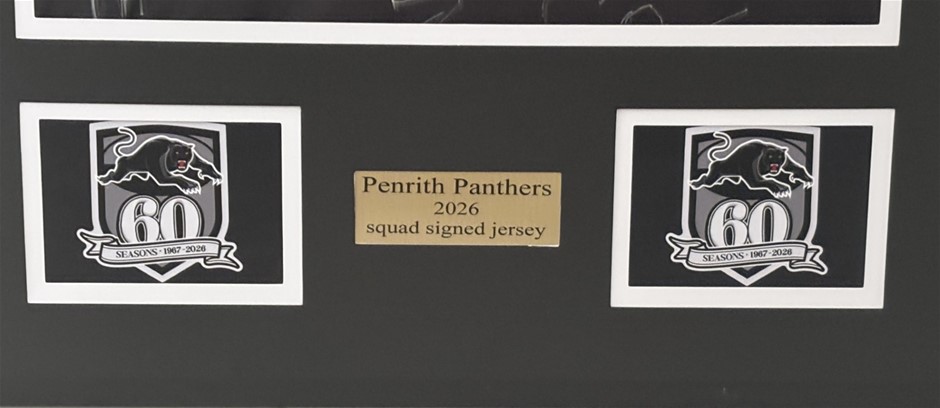 60
SEASONS • 1967 - 2026
Penrith Panthers
2026
squad signed jersey
60
SEASONS • 1967 - 2026